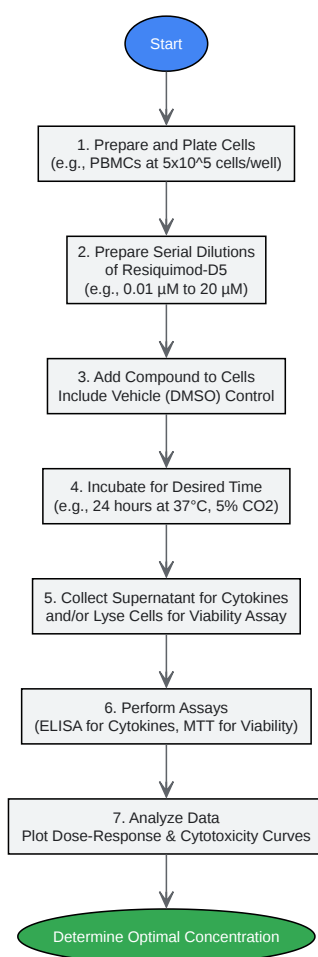 Start
1. Prepare and Plate Cells
(e.g., PBMCs at 5x10^5 cells/well)
2. Prepare Serial Dilutions
of Resiquimod-D5
(e.g., 0.01 µM to 20 µM)
3. Add Compound to Cells
Include Vehicle (DMSO) Control
4. Incubate for Desired Time
(e.g., 24 hours at 37°C, 5% CO2)
5. Collect Supernatant for Cytokines
and/or Lyse Cells for Viability Assay
6. Perform Assays
(ELISA for Cytokines, MTT for Viability)
7. Analyze Data
Plot Dose-Response & Cytotoxicity Curves
Determine Optimal Concentration